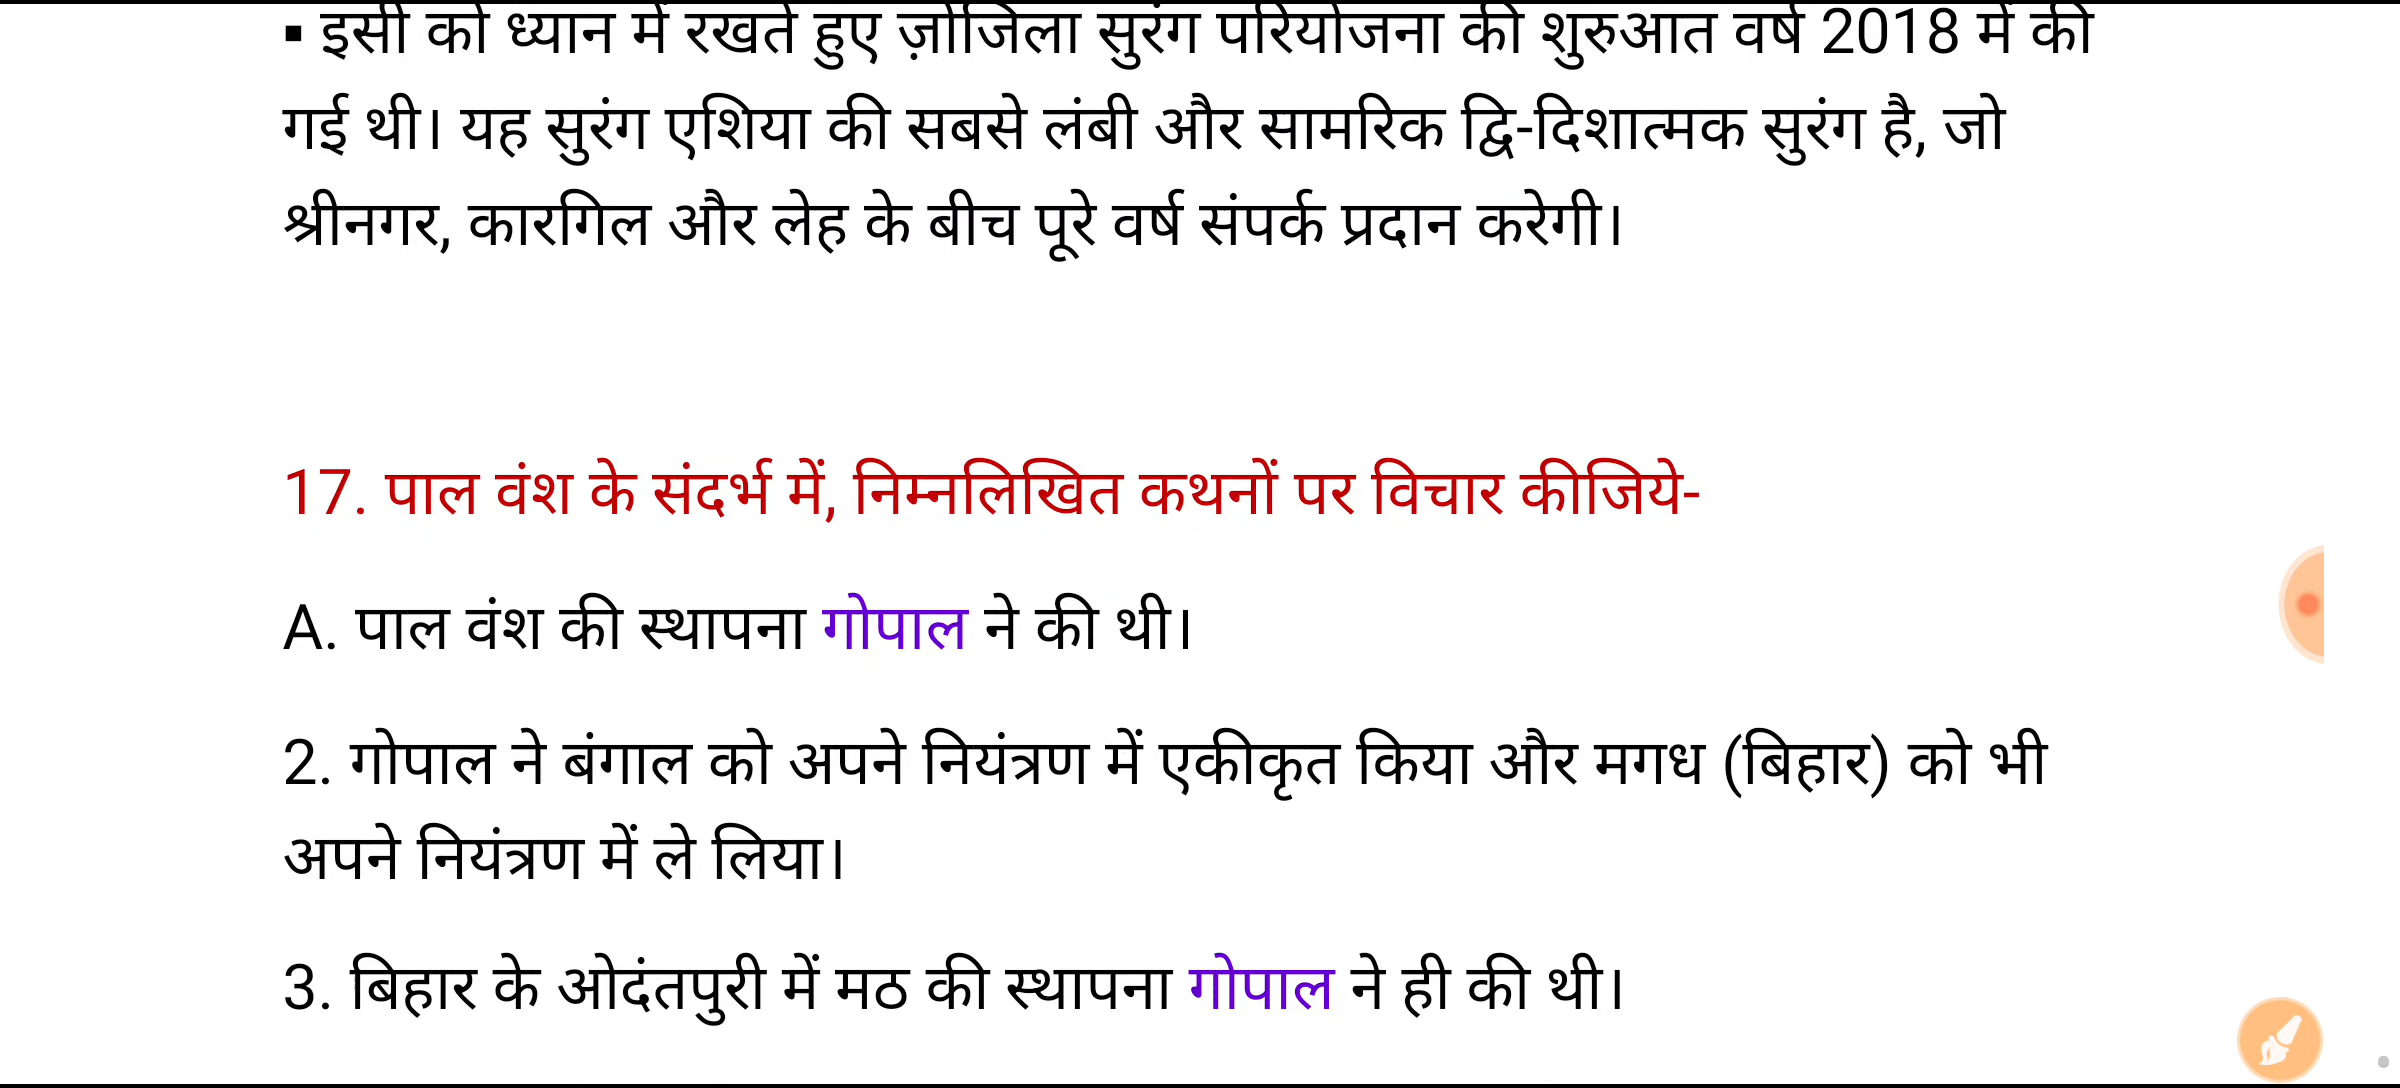 ▪ इसी को ध्यान में रखते हुए ज़ोजिला सुरंग परियोजना की शुरुआत वर्ष 2018 में की
गई थी। यह सुरंग एशिया की सबसे लंबी और सामरिक द्वि-दिशात्मक सुरंग है, जो
श्रीनगर, कारगिल और लेह के बीच पूरे वर्ष संपर्क प्रदान करेगी।
17. पाल वंश के संदर्भ में, निम्नलिखित कथनों पर विचार कीजिये-
A. पाल वंश की स्थापना गोपाल ने की थी।
2. गोपाल ने बंगाल को अपने नियंत्रण में एकीकृत किया और मगध (बिहार) को भी
अपने नियंत्रण में ले लिया।
3. बिहार के ओदंतपुरी में मठ की स्थापना गोपाल ने ही की थी।